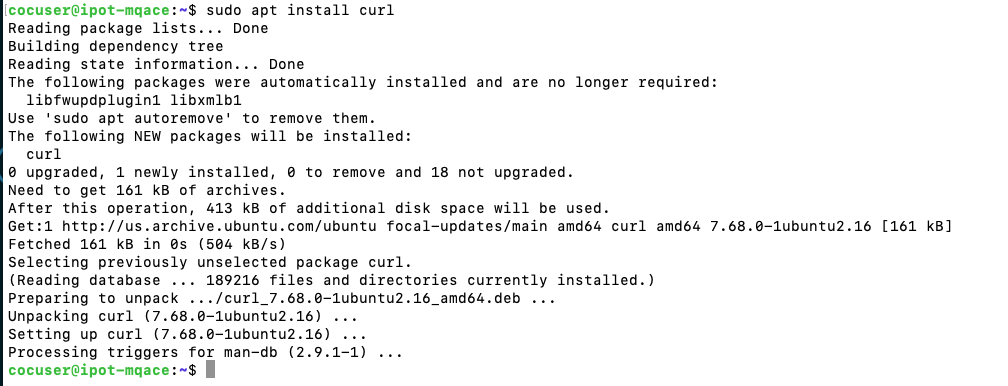 cocuser@ipot-mqace:~$ sudo apt install curl
Reading package lists... Done
Building dependency tree
Reading state information... Done
The following packages were automatically installed and are no longer required:
  libfwupdplugin1 libxmlb1
Use 'sudo apt autoremove' to remove them.
The following NEW packages will be installed:
  curl
0 upgraded, 1 newly installed, 0 to remove and 18 not upgraded.
Need to get 161 kB of archives.
After this operation, 413 kB of additional disk space will be used.
Get:1 http://us.archive.ubuntu.com/ubuntu focal-updates/main amd64 curl amd64 7.68.0-1ubuntu2.16 [161 kB]
Fetched 161 kB in 0s (504 kB/s)
Selecting previously unselected package curl.
(Reading database ... 189216 files and directories currently installed.)
Preparing to unpack .../curl_7.68.0-1ubuntu2.16_amd64.deb ...
Unpacking curl (7.68.0-1ubuntu2.16) ...
Setting up curl (7.68.0-1ubuntu2.16) ...
Processing triggers for man-db (2.9.1-1) ...
cocuser@ipot-mqace:~$